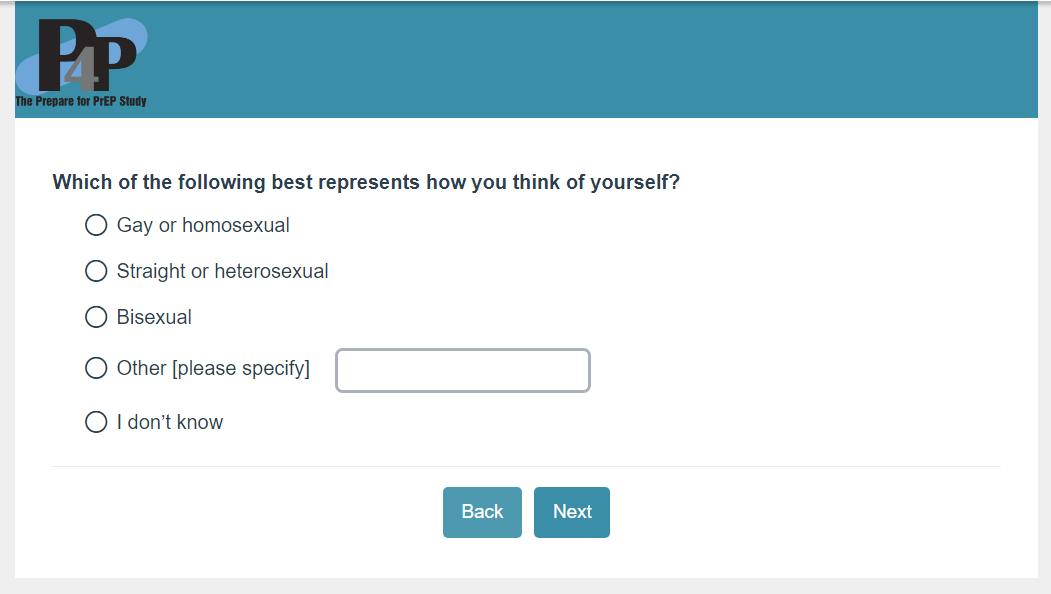 P4P
The Prepare for PrEP Study
Which of the following best represents how you think of yourself?
Gay or homosexual
Straight or heterosexual
Bisexual
Other [please specify]
I don’t know
Back
Next